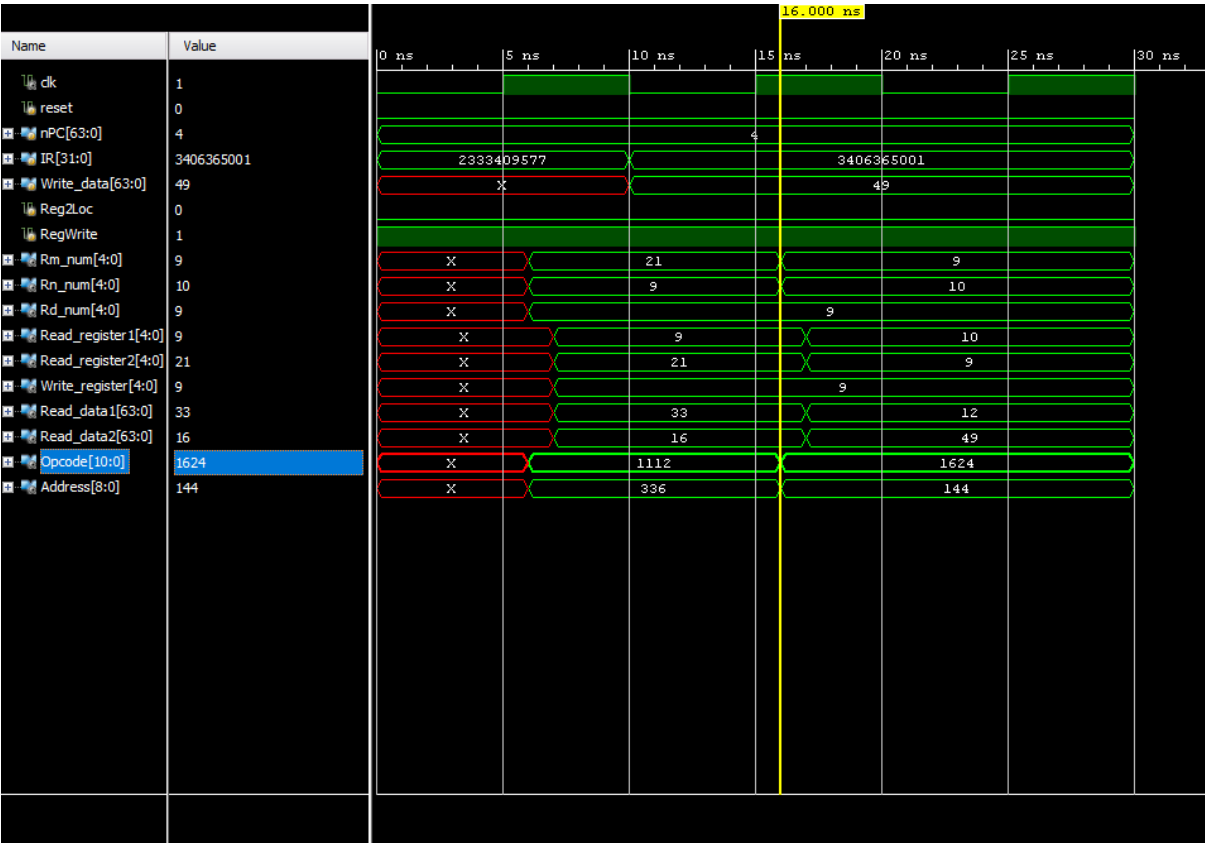 16.000 ns
Name Value
0 ns 5 ns 10 ns 15 ns 20 ns 25 ns 30 ns
clk 1
reset 0
nPC[63:0] 4 4
IR[31:0] 3406365001 2333409577 3406365001
Write_data[63:0] 49 X 49
Reg2Loc 0
RegWrite 1
Rm_num[4:0] 9 X 21 9
Rn_num[4:0] 10 X 9 10
Rd_num[4:0] 9 X 9
Read_register1[4:0] 9 X 9 10
Read_register2[4:0] 21 X 21 9
Write_register[4:0] 9 X 9
Read_data1[63:0] 33 X 33 12
Read_data2[63:0] 16 X 16 49
Opcode[10:0] 1624 X 1112 1624
Address[8:0] 144 X 336 144